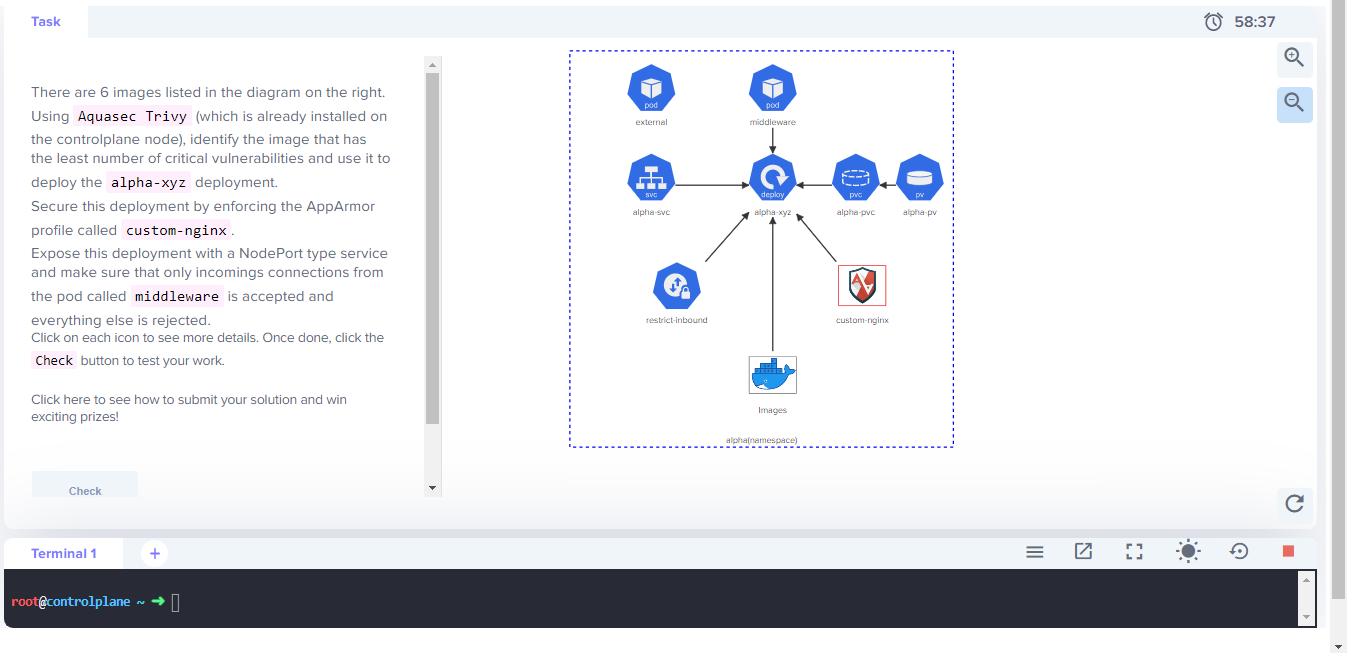 Task
58:37
There are 6 images listed in the diagram on the right.
Using Aquasec Trivy (which is already installed on
the controlplane node), identify the image that has
the least number of critical vulnerabilities and use it to
deploy the alpha-xyz deployment.
Secure this deployment by enforcing the AppArmor
profile called custom-nginx.
Expose this deployment with a NodePort type service
and make sure that only incomings connections from
the pod called middleware is accepted and
everything else is rejected.
Click on each icon to see more details. Once done, click the
Check button to test your work.
Click here to see how to submit your solution and win
exciting prizes!
Check
pod
pod
external
middleware
svc
deploy
pvc
pv
alpha-svc
alpha-xyz
alpha-pvc
alpha-pv
restrict-inbound
custom-nginx
Images
alpha(namespace)
Terminal 1
+
root@controlplane ~ ➜